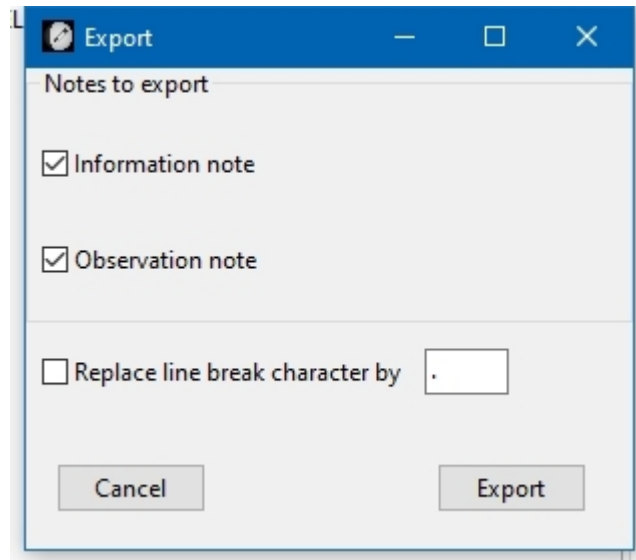 Export
Notes to export
Information note
Observation note
Replace line break character by .
Cancel Export